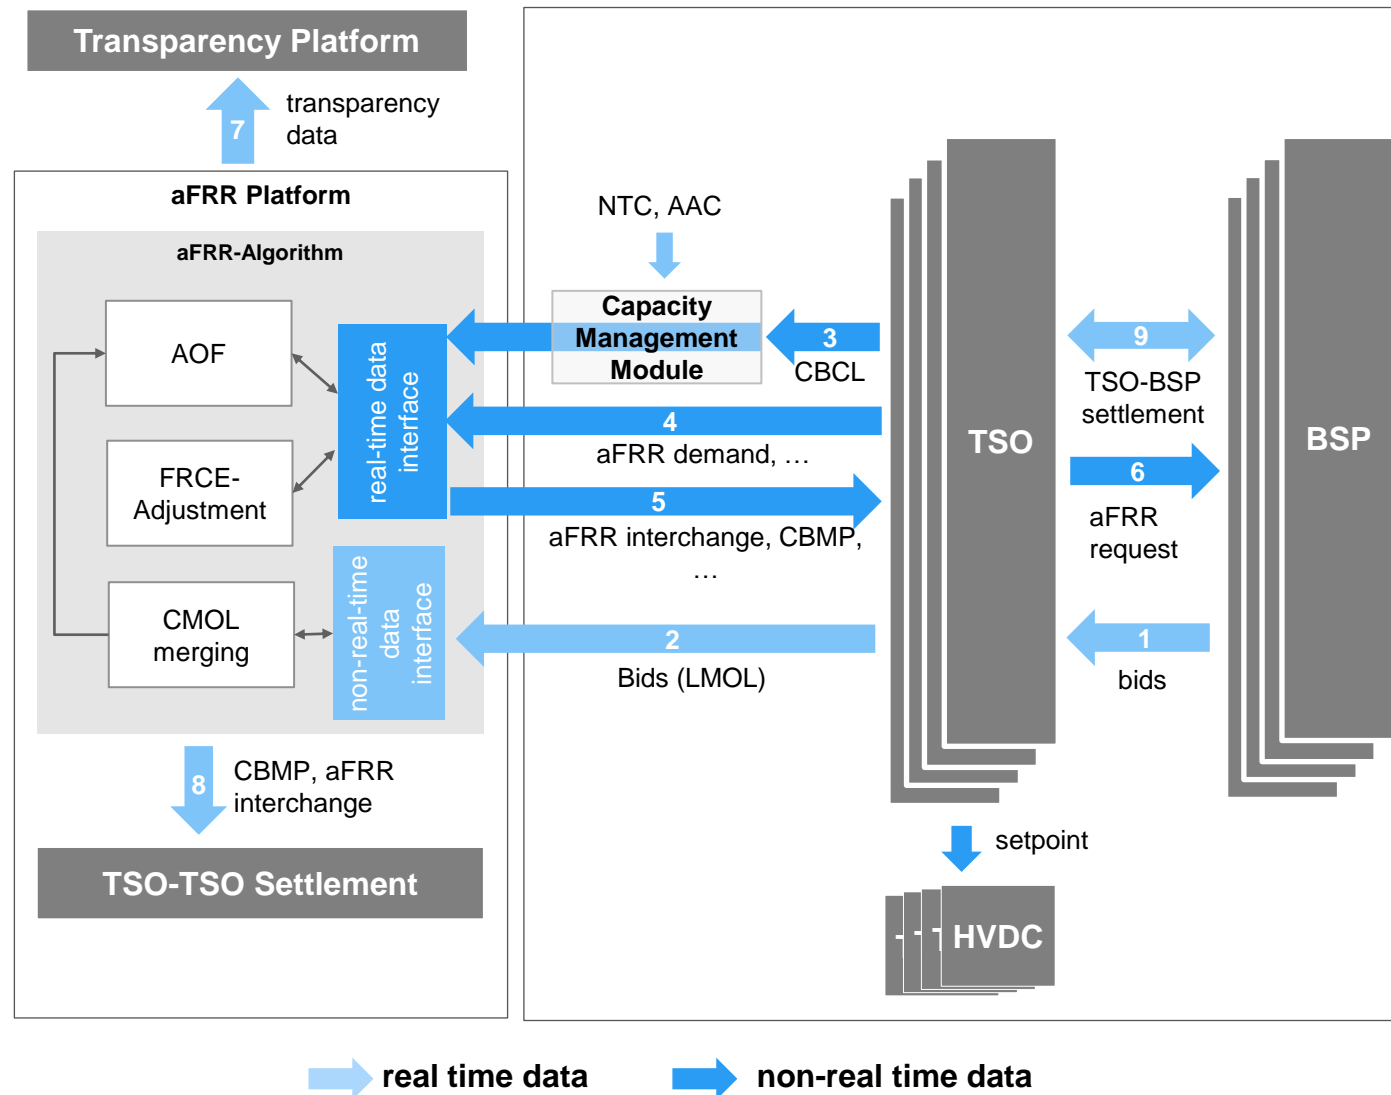 Transparency Platform
7
transparency
data
aFRR Platform
aFRR-Algorithm
AOF
FRCE-
Adjustment
CMOL
merging
real-time data
interface
non-real-time
data
interface
8
CBMP, aFRR
interchange
TSO-TSO Settlement
NTC, AAC
Capacity
Management
Module
3
CBCL
4
aFRR demand, …
5
aFRR interchange, CBMP,
…
2
Bids (LMOL)
TSO
9
TSO-BSP
settlement
6
aFRR
request
1
bids
BSP
setpoint
HVDC
real time data
non-real time data